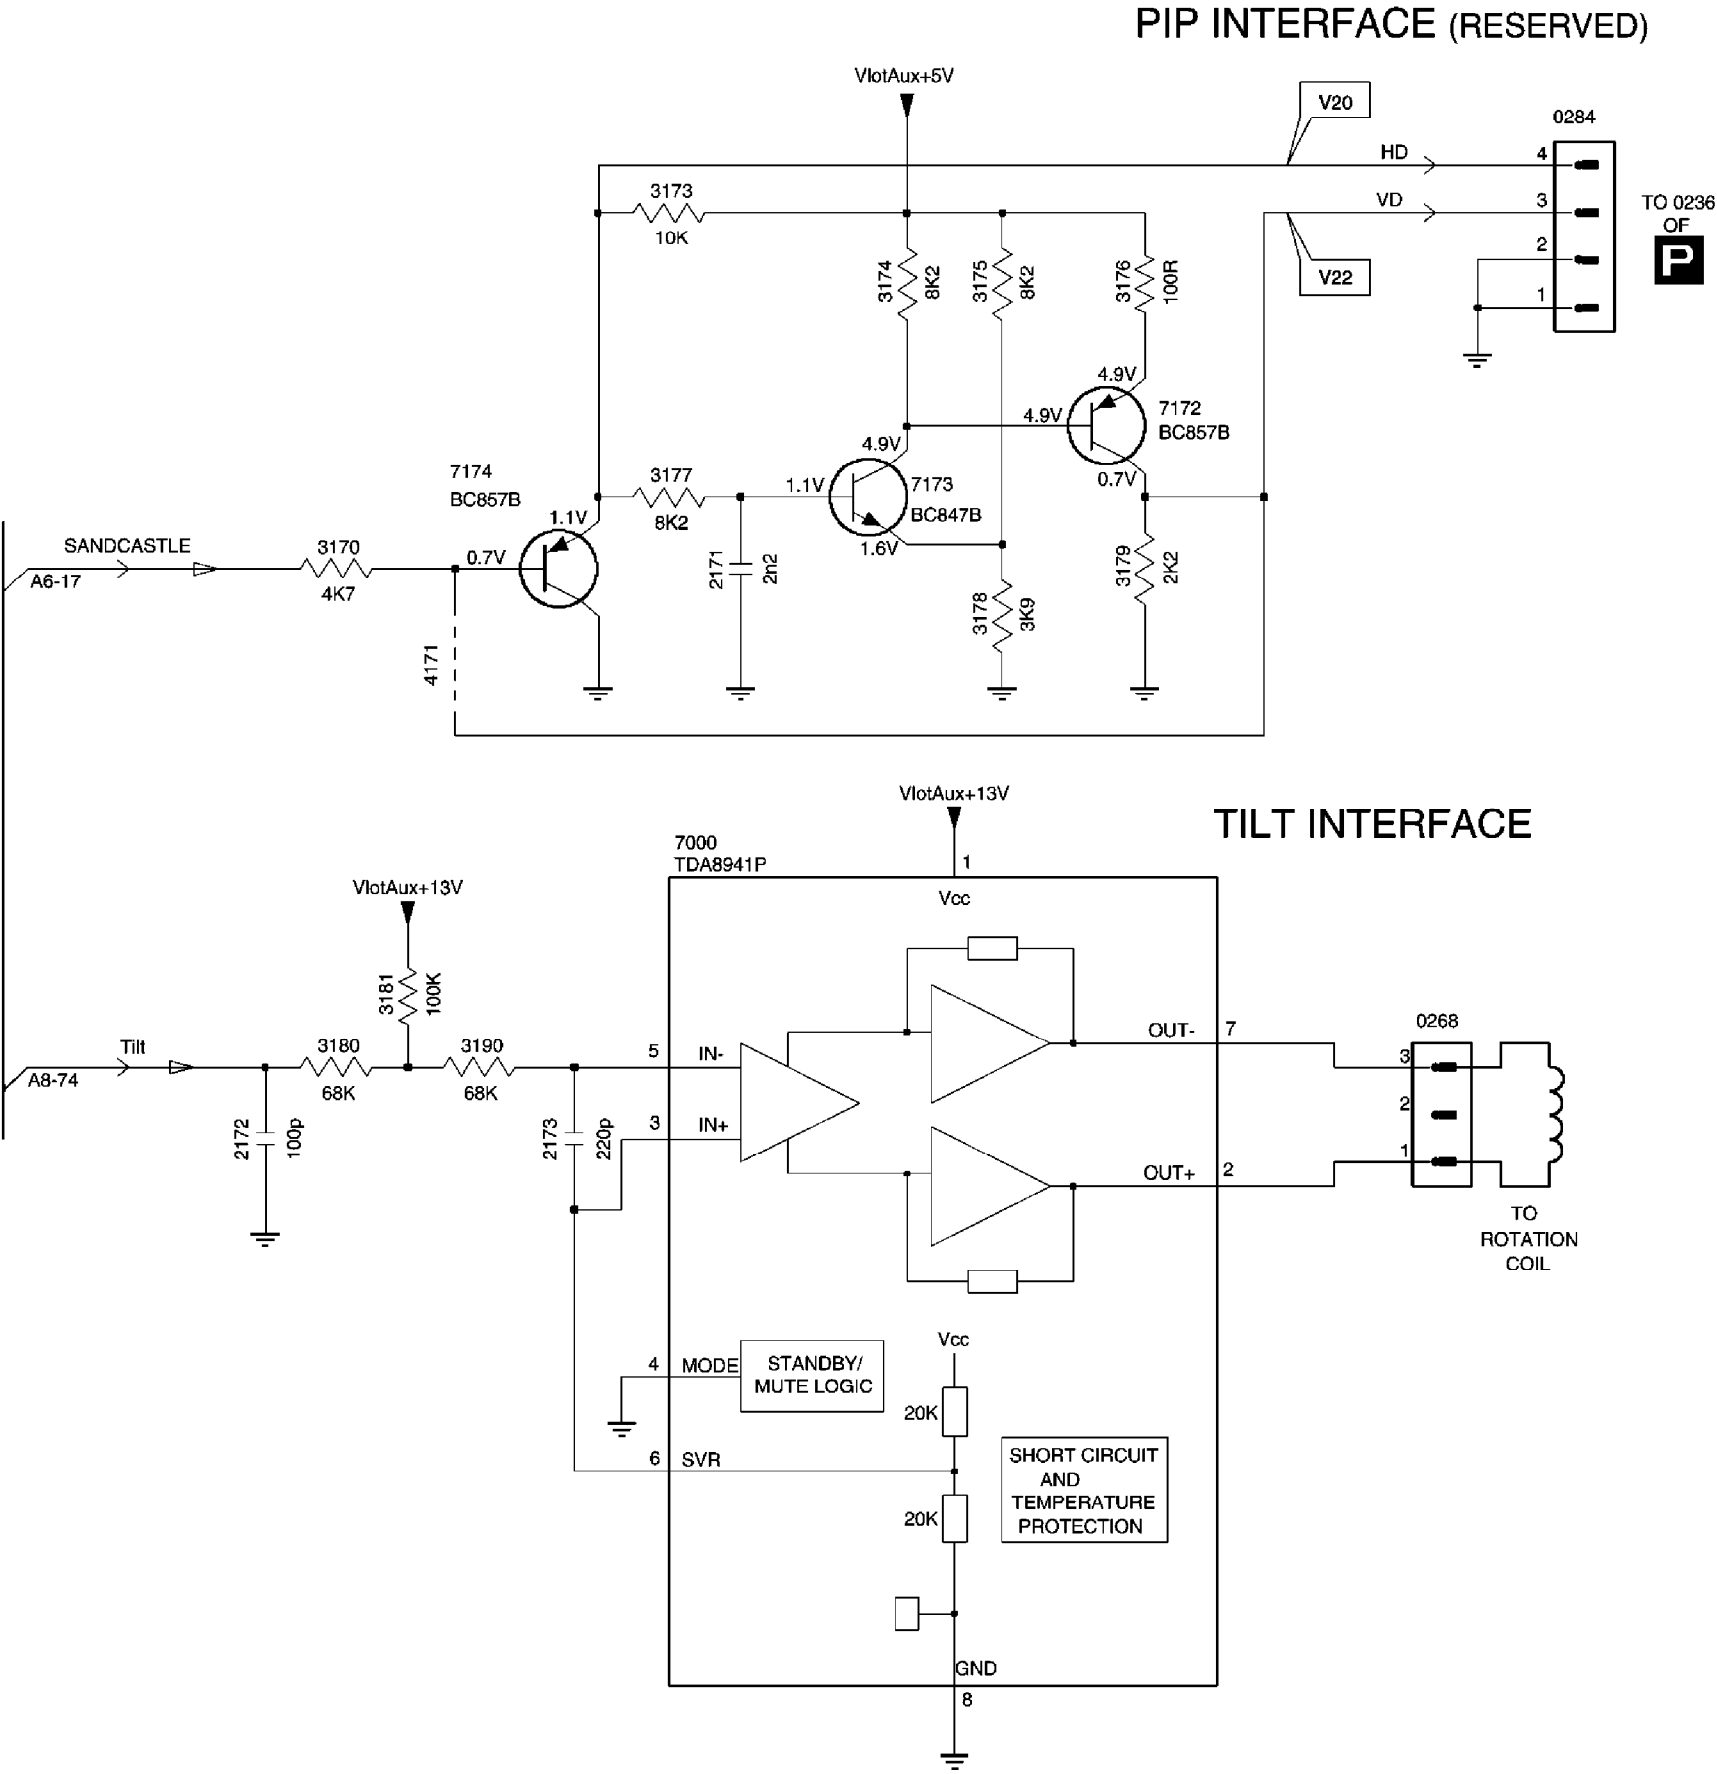 PIP INTERFACE (RESERVED)
VlotAux+5V
V20
0284
HD
4
3173
10K
VD
3
TO 0236
OF
P
2
V22
1
3174
8K2
3175
8K2
3176
100R
4.9V
4.9V
7172
BC857B
4.9V
0.7V
7174
BC857B
3177
8K2
1.1V
7173
BC847B
1.6V
1.1V
SANDCASTLE
A6-17
3170
4K7
0.7V
2171
2n2
3178
3K9
3179
2K2
4171
VlotAux+13V
TILT INTERFACE
7000
TDA8941P
1
Vcc
VlotAux+13V
3181
100K
Tilt
A8-74
3180
68K
3190
68K
5
IN-
OUT-
7
0268
3
2
1
2172
100p
2173
220p
3
IN+
OUT+
2
TO
ROTATION
COIL
Vcc
4
MODE
STANDBY/
MUTE LOGIC
20K
6
SVR
20K
SHORT CIRCUIT
AND
TEMPERATURE
PROTECTION
GND
8